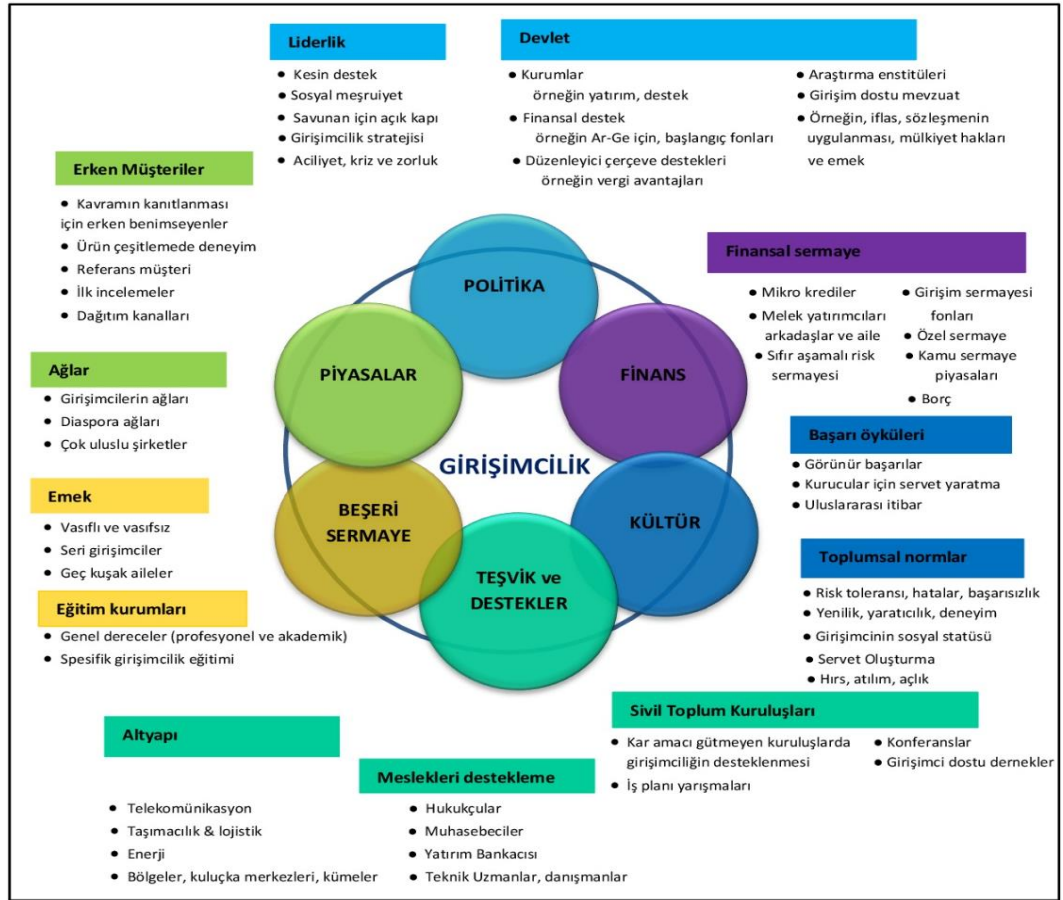 Liderlik
• Kesin destek
• Sosyal meşruiyet
• Savunan için açık kapı
• Girişimcilik stratejisi
• Aciliyet, kriz ve zorluk
Devlet
• Kurumlar
örneğin yatırım, destek
• Finansal destek
örneğin Ar-Ge için, başlangıç fonları
• Düzenleyici çerçeve destekleri
örneğin vergi avantajları
• Araştırma enstitüleri
• Girişim dostu mevzuat
• Örneğin, iflas, sözleşmenin
uygulanması, mülkiyet hakları
ve emek
Erken Müşteriler
• Kavramın kanıtlanması
için erken benimseyenler
• Ürün çeşitlemede deneyim
• Referans müşteri
• İlk incelemeler
• Dağıtım kanalları
Finansal sermaye
• Mikro krediler
• Melek yatırımcıları
arkadaşlar ve aile
• Sıfır aşamalı risk
sermayesi
• Girişim sermayesi
fonları
• Özel sermaye
• Kamu sermaye
piyasaları
• Borç
Ağlar
• Girişimcilerin ağları
• Diaspora ağları
• Çok uluslu şirketler
POLİTİKA
PİYASALAR
FİNANS
GİRİŞİMCİLİK
BEŞERİ
SERMAYE
KÜLTÜR
TEŞVİK ve
DESTEKLER
Başarı öyküleri
• Görünür başarılar
• Kurucular için servet yaratma
• Uluslararası itibar
Emek
• Vasıflı ve vasıfsız
• Seri girişimciler
• Geç kuşak aileler
Toplumsal normlar
• Risk toleransı, hatalar, başarısızlık
• Yenilik, yaratıcılık, deneyim
• Girişimcinin sosyal statüsü
• Servet Oluşturma
• Hırs, atılım, açlık
Eğitim kurumları
• Genel dereceler (profesyonel ve akademik)
• Spesifik girişimcilik eğitimi
Sivil Toplum Kuruluşları
• Kar amacı gütmeyen kuruluşlarda
girişimciliğin desteklenmesi
• İş planı yarışmaları
• Konferanslar
• Girişimci dostu dernekler
Altyapı
• Telekomünikasyon
• Taşımacılık & lojistik
• Enerji
• Bölgeler, kuluçka merkezleri, kümeler
Meslekleri destekleme
• Hukukçular
• Muhasebeciler
• Yatırım Bankacısı
• Teknik Uzmanlar, danışmanlar